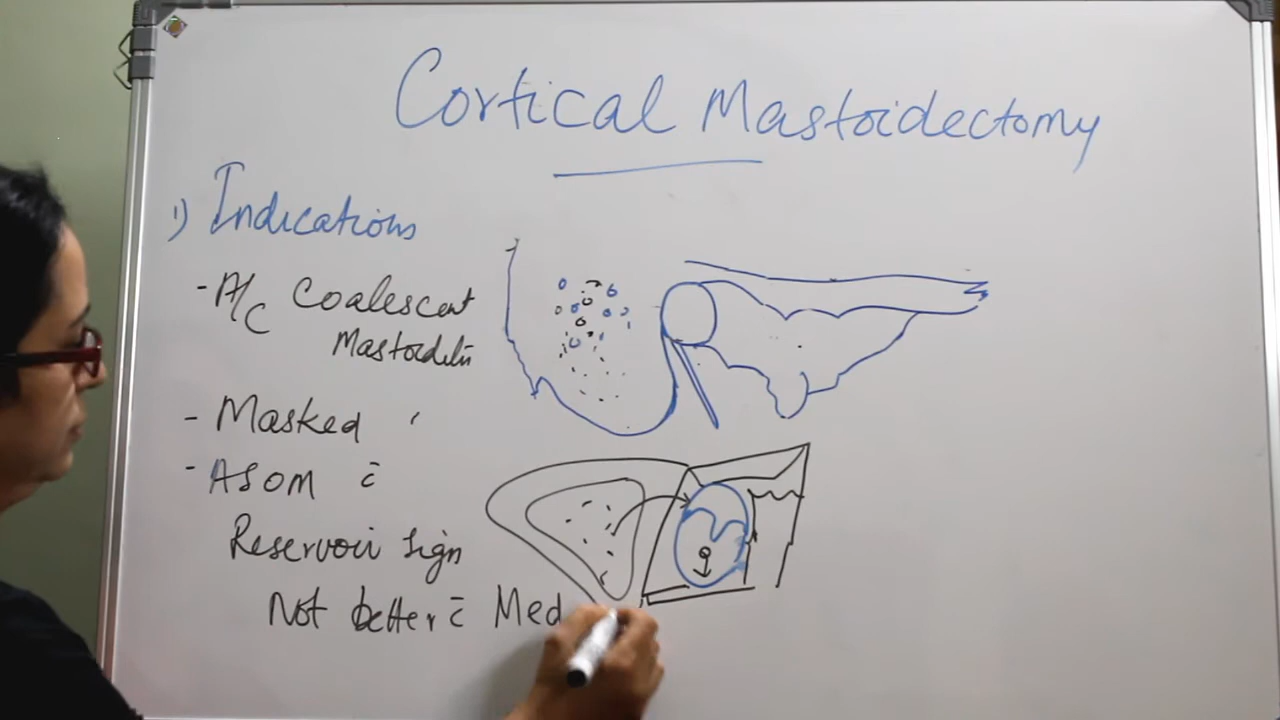 Cortical Mastoidectomy
1) Indications
- A/C Coalescent
Mastoiditis
- Masked "
- ASOM c̄
Reservoir sign
Not better c̄ Med